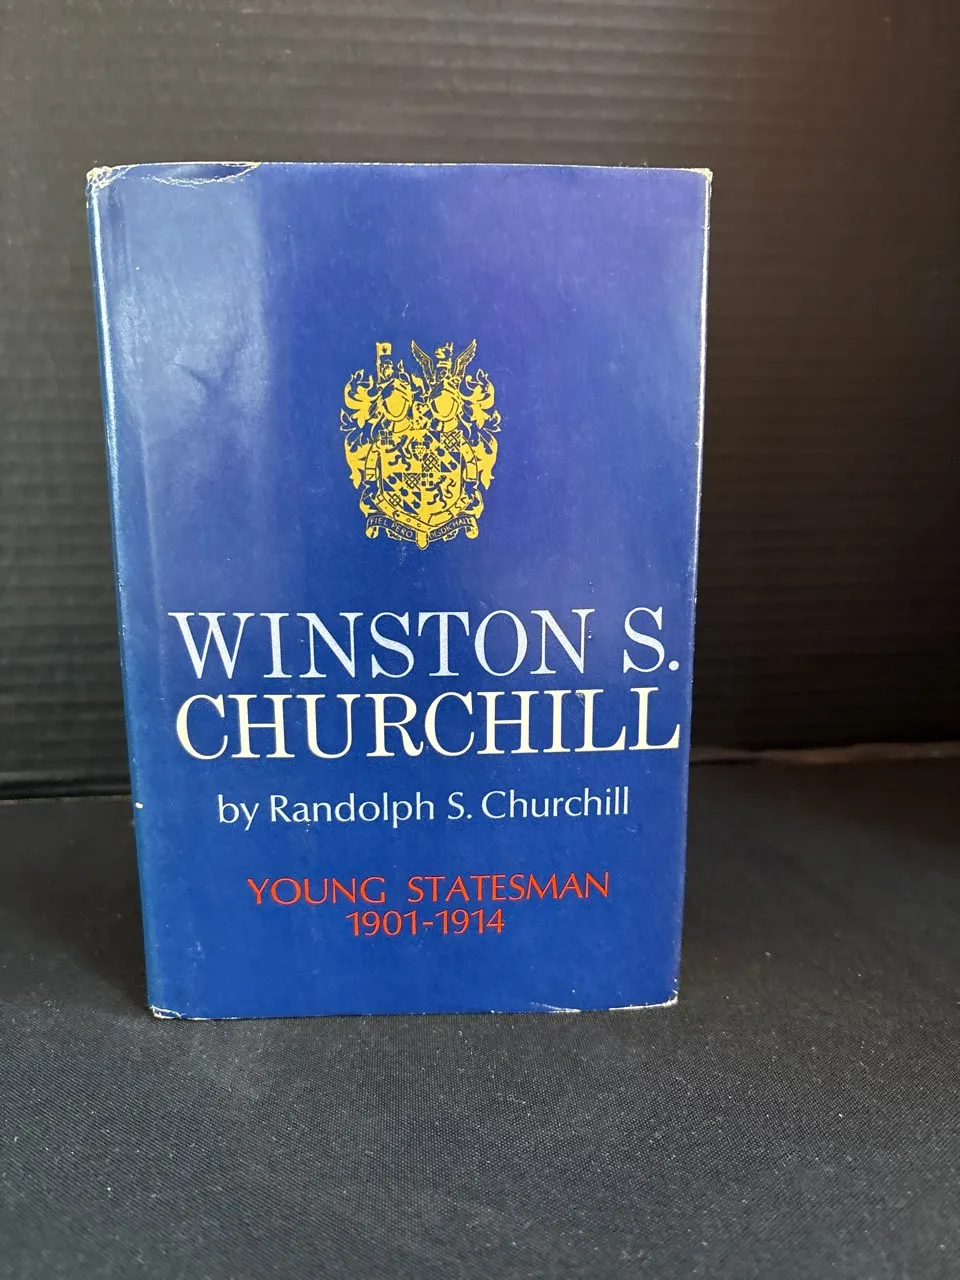 FIEL PERO DESDICHADO
WINSTON S.
CHURCHILL
by Randolph S. Churchill
YOUNG STATESMAN
1901-1914